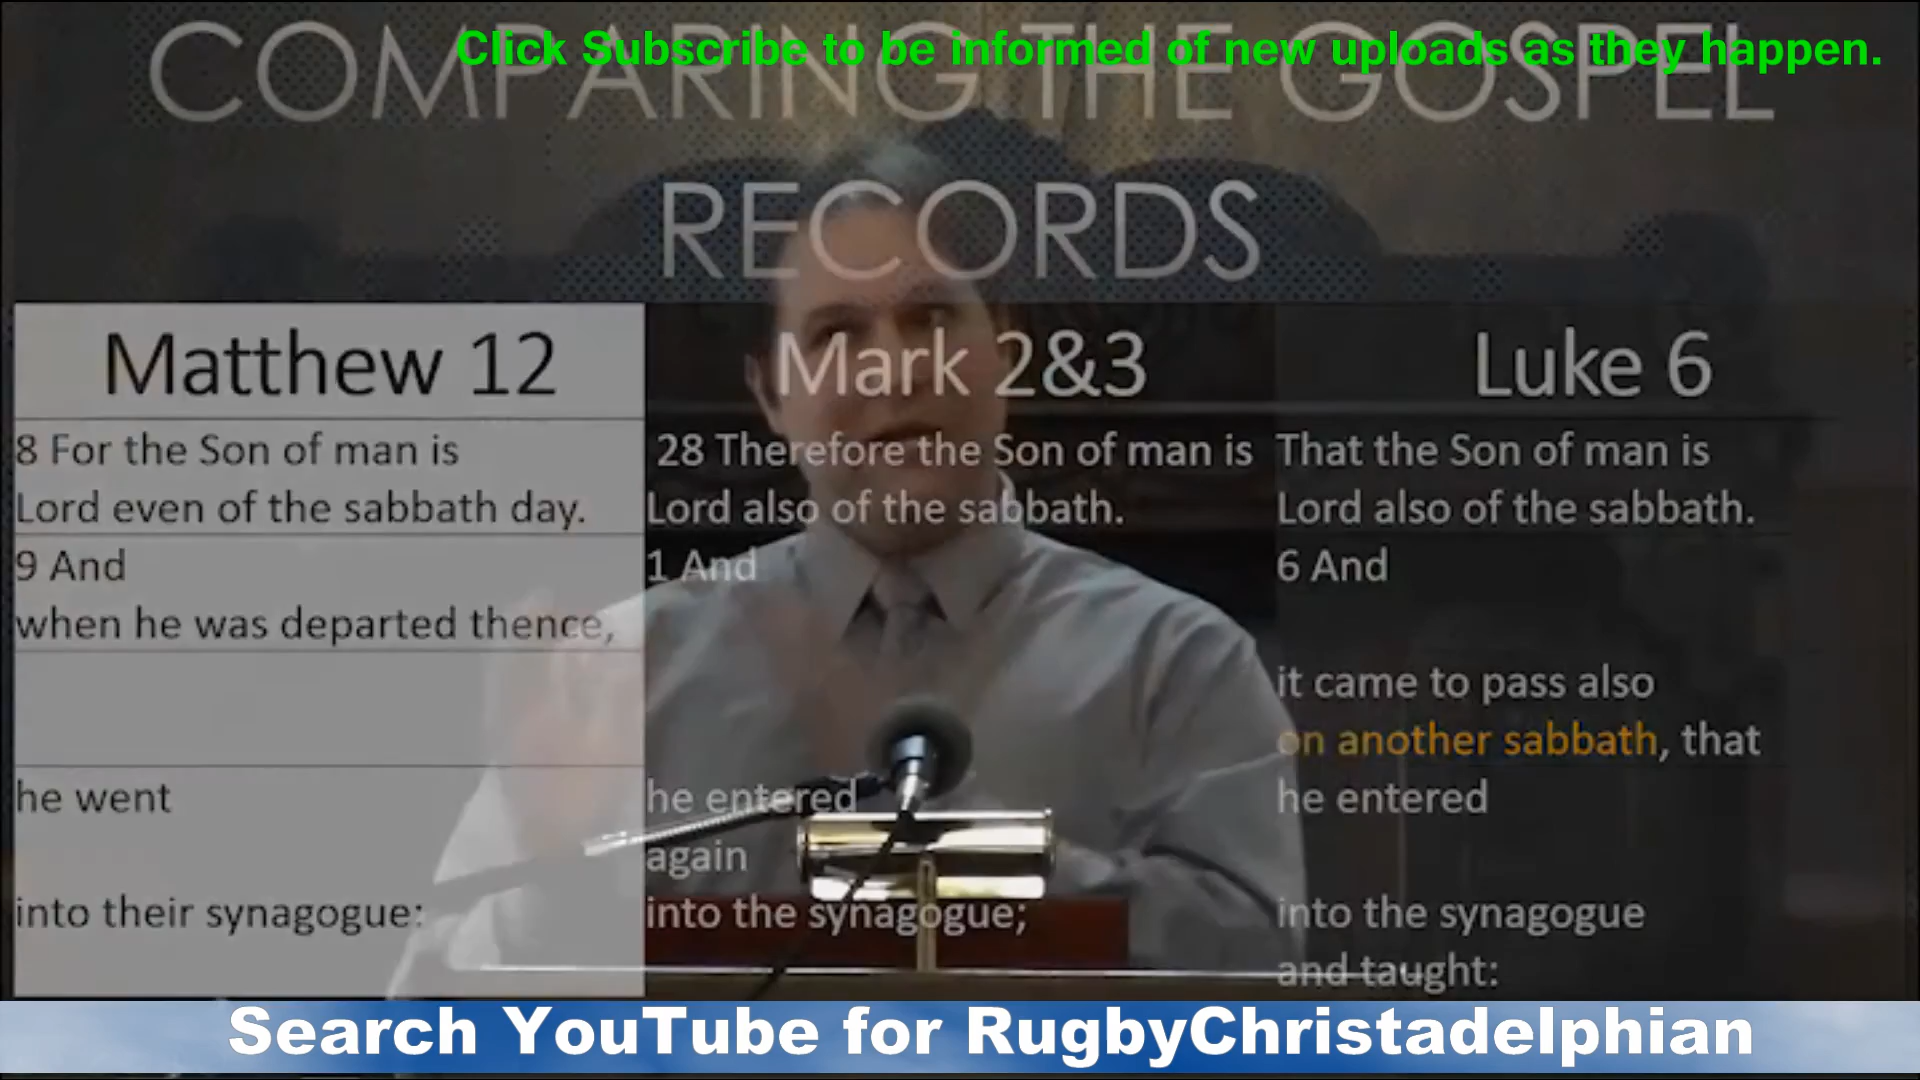 Click Subscribe to be informed of new uploads as they happen.
COMPARING THE GOSPEL
RECORDS
Matthew 12
8 For the Son of man is
Lord even of the sabbath day.
9 And
when he was departed thence,
he went
into their synagogue:
Mark 2&3
28 Therefore the Son of man is
Lord also of the sabbath.
1 And
he entered
again
into the synagogue;
Luke 6
That the Son of man is
Lord also of the sabbath.
6 And
it came to pass also
on another sabbath, that
he entered
into the synagogue
and taught:
Search YouTube for RugbyChristadelphian